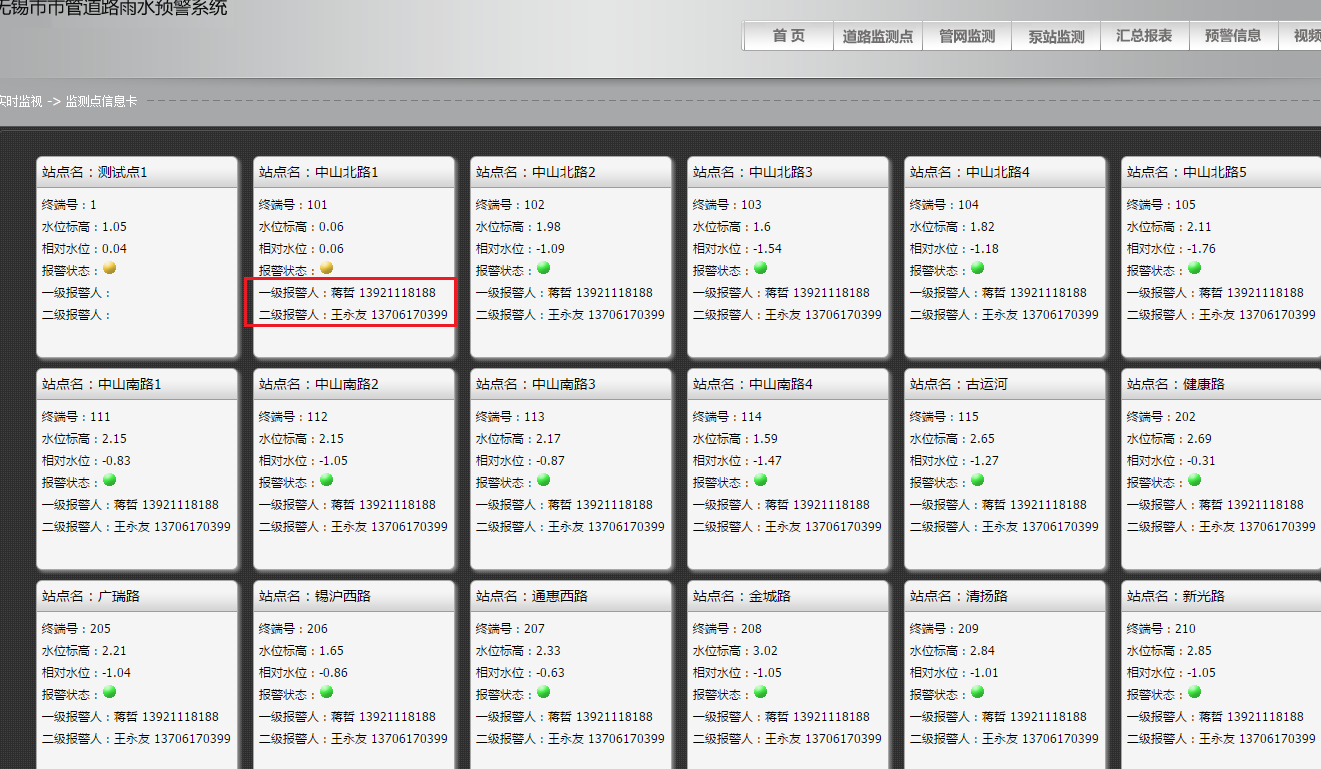 无锡市市管道路雨水预警系统
首 页 道路监测点 管网监测 泵站监测 汇总报表 预警信息 视频
实时监视 -> 监测点信息卡
站点名：测试点1
终端号：1
水位标高：1.05
相对水位：0.04
报警状态：
一级报警人：
二级报警人：
站点名：中山北路1
终端号：101
水位标高：0.06
相对水位：0.06
报警状态：
一级报警人：蒋哲 13921118188
二级报警人：王永友 13706170399
站点名：中山北路2
终端号：102
水位标高：1.98
相对水位：-1.09
报警状态：
一级报警人：蒋哲 13921118188
二级报警人：王永友 13706170399
站点名：中山北路3
终端号：103
水位标高：1.6
相对水位：-1.54
报警状态：
一级报警人：蒋哲 13921118188
二级报警人：王永友 13706170399
站点名：中山北路4
终端号：104
水位标高：1.82
相对水位：-1.18
报警状态：
一级报警人：蒋哲 13921118188
二级报警人：王永友 13706170399
站点名：中山北路5
终端号：105
水位标高：2.11
相对水位：-1.76
报警状态：
一级报警人：蒋哲 13921118188
二级报警人：王永友 13706170399
站点名：中山南路1
终端号：111
水位标高：2.15
相对水位：-0.83
报警状态：
一级报警人：蒋哲 13921118188
二级报警人：王永友 13706170399
站点名：中山南路2
终端号：112
水位标高：2.15
相对水位：-1.05
报警状态：
一级报警人：蒋哲 13921118188
二级报警人：王永友 13706170399
站点名：中山南路3
终端号：113
水位标高：2.17
相对水位：-0.87
报警状态：
一级报警人：蒋哲 13921118188
二级报警人：王永友 13706170399
站点名：中山南路4
终端号：114
水位标高：1.59
相对水位：-1.47
报警状态：
一级报警人：蒋哲 13921118188
二级报警人：王永友 13706170399
站点名：古运河
终端号：115
水位标高：2.65
相对水位：-1.27
报警状态：
一级报警人：蒋哲 13921118188
二级报警人：王永友 13706170399
站点名：健康路
终端号：202
水位标高：2.69
相对水位：-0.31
报警状态：
一级报警人：蒋哲 13921118188
二级报警人：王永友 13706170399
站点名：广瑞路
终端号：205
水位标高：2.21
相对水位：-1.04
报警状态：
一级报警人：蒋哲 13921118188
二级报警人：王永友 13706170399
站点名：锡沪西路
终端号：206
水位标高：1.65
相对水位：-0.86
报警状态：
一级报警人：蒋哲 13921118188
二级报警人：王永友 13706170399
站点名：通惠西路
终端号：207
水位标高：2.33
相对水位：-0.63
报警状态：
一级报警人：蒋哲 13921118188
二级报警人：王永友 13706170399
站点名：金城路
终端号：208
水位标高：3.02
相对水位：-1.05
报警状态：
一级报警人：蒋哲 13921118188
二级报警人：王永友 13706170399
站点名：清扬路
终端号：209
水位标高：2.84
相对水位：-1.01
报警状态：
一级报警人：蒋哲 13921118188
二级报警人：王永友 13706170399
站点名：新光路
终端号：210
水位标高：2.85
相对水位：-1.05
报警状态：
一级报警人：蒋哲 13921118188
二级报警人：王永友 13706170399